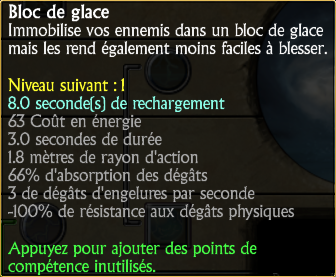 Bloc de glace
Immobilise vos ennemis dans un bloc de glace
mais les rend également moins faciles à blesser.
Niveau suivant : 1
8.0 seconde(s) de rechargement
63 Coût en énergie
3.0 secondes de durée
1.8 mètres de rayon d'action
66% d'absorption des dégâts
3 de dégâts d'engelures par seconde
-100% de résistance aux dégâts physiques
Appuyez pour ajouter des points de
compétence inutilisés.